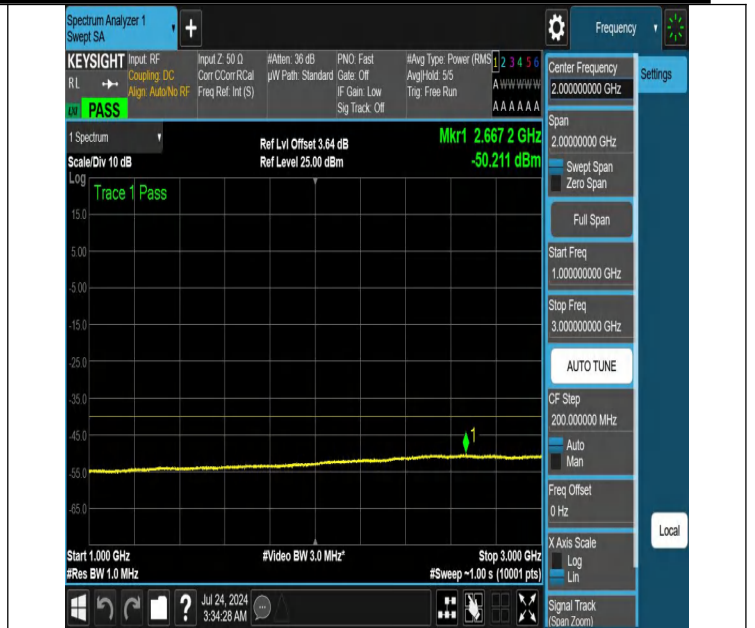 Spectrum Analyzer 1
Swept SA
Frequency
KEYSIGHT
RL
PASS
Input: RF
Coupling: DC
Align: Auto/No RF
Input Z: 50 Ω
Corr CCorr RCal
Freq Ref: Int (S)
#Atten: 36 dB
µW Path: Standard
PNO: Fast
Gate: Off
IF Gain: Low
Sig Track: Off
#Avg Type: Power (RMS
Avg|Hold: 5/5
Trig: Free Run
1 2 3 4 5 6
A W W W W W
A A A A A A
1 Spectrum
Scale/Div 10 dB
Ref Lvl Offset 3.64 dB
Ref Level 25.00 dBm
Mkr1 2.667 2 GHz
-50.211 dBm
Log
Trace 1 Pass
15.0
5.00
-5.00
-15.0
-25.0
-35.0
-45.0
-55.0
-65.0
1
Start 1.000 GHz
#Res BW 1.0 MHz
#Video BW 3.0 MHz*
Stop 3.000 GHz
#Sweep ~1.00 s (10001 pts)
Jul 24, 2024
3:34:28 AM
Center Frequency
2.000000000 GHz
Span
2.00000000 GHz
Swept Span
Zero Span
Full Span
Start Freq
1.000000000 GHz
Stop Freq
3.000000000 GHz
AUTO TUNE
CF Step
200.000000 MHz
Auto
Man
Freq Offset
0 Hz
X Axis Scale
Log
Lin
Signal Track
(Span Zoom)
Settings
Local